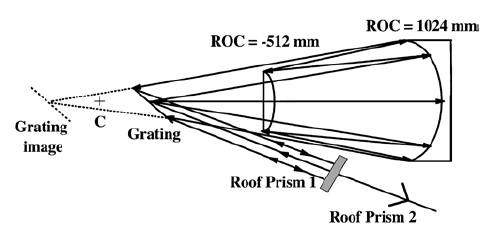 ROC = 1024 mm
ROC = -512 mm
Grating
image
C
Grating
Roof Prism 1
Roof Prism 2